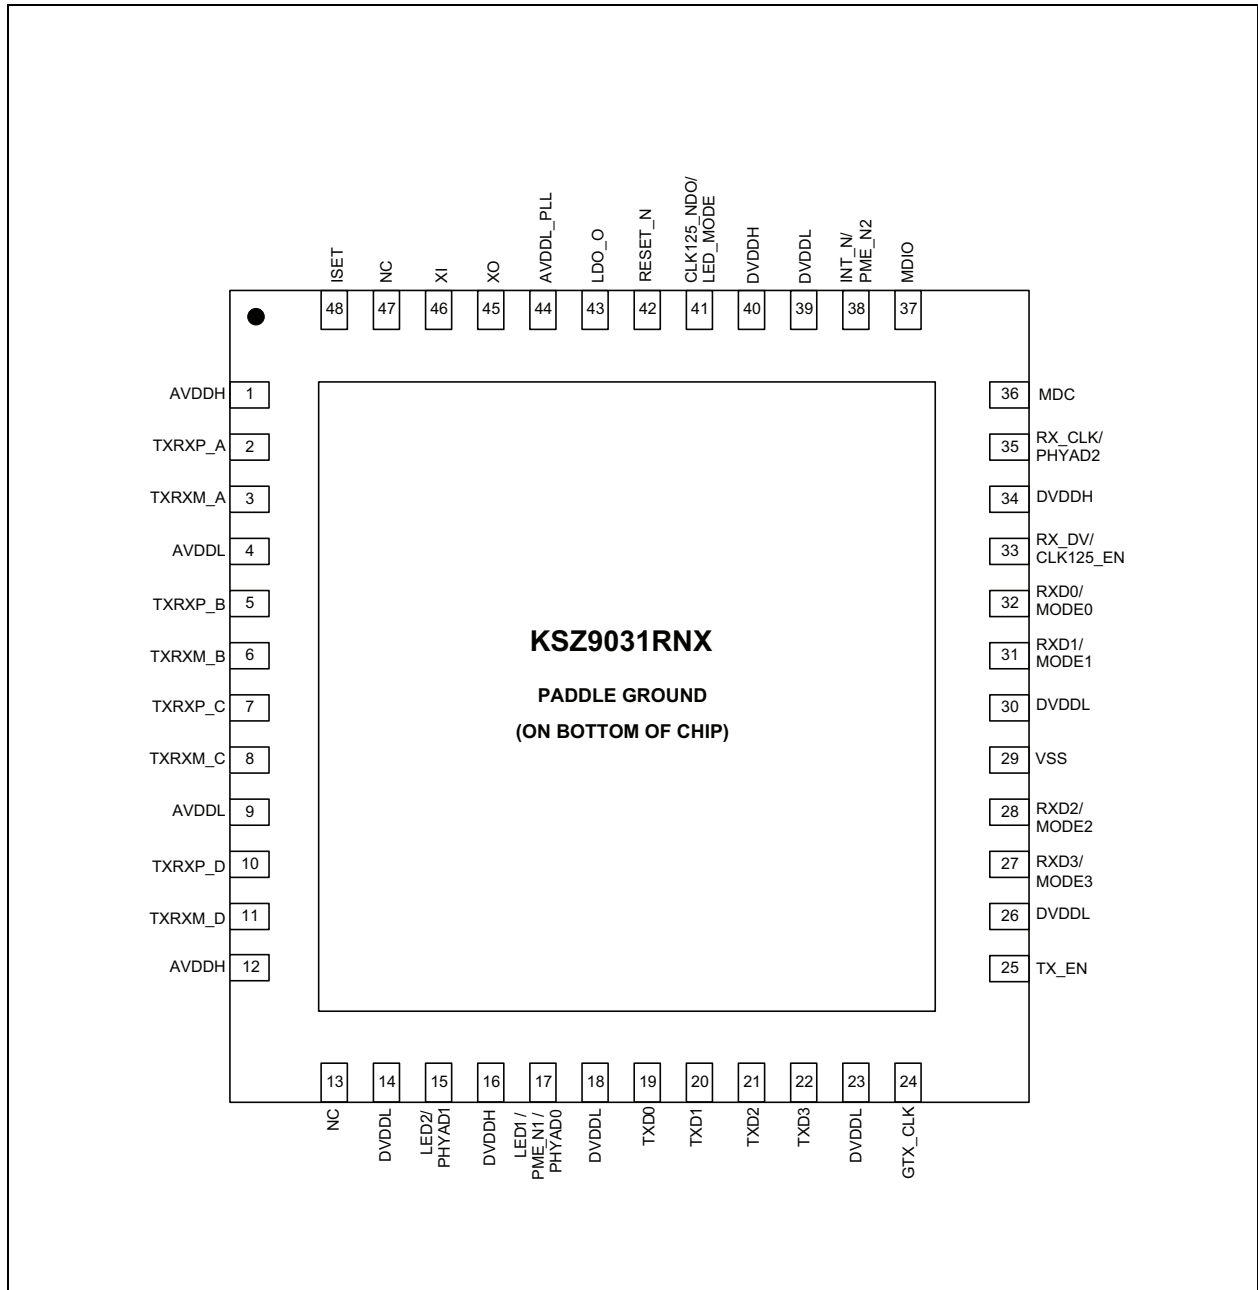 ISET
NC
XI
XO
AVDDL_PLL
LDO_O
RESET_N
CLK125_NDO/
LED_MODE
DVDDH
DVDDL
INT_N/
PME_N2
MDIO
48
47
46
45
44
43
42
41
40
39
38
37
AVDDH 1
TXRXP_A 2
TXRXM_A 3
AVDDL 4
TXRXP_B 5
TXRXM_B 6
TXRXP_C 7
TXRXM_C 8
AVDDL 9
TXRXP_D 10
TXRXM_D 11
AVDDH 12
KSZ9031RNX
PADDLE GROUND
(ON BOTTOM OF CHIP)
36 MDC
35 RX_CLK/
PHYAD2
34 DVDDH
33 RX_DV/
CLK125_EN
32 RXD0/
MODE0
31 RXD1/
MODE1
30 DVDDL
29 VSS
28 RXD2/
MODE2
27 RXD3/
MODE3
26 DVDDL
25 TX_EN
13
14
15
16
17
18
19
20
21
22
23
24
NC
DVDDL
LED2/
PHYAD1
DVDDH
LED1 /
PME_N1 /
PHYAD0
DVDDL
TXD0
TXD1
TXD2
TXD3
DVDDL
GTX_CLK